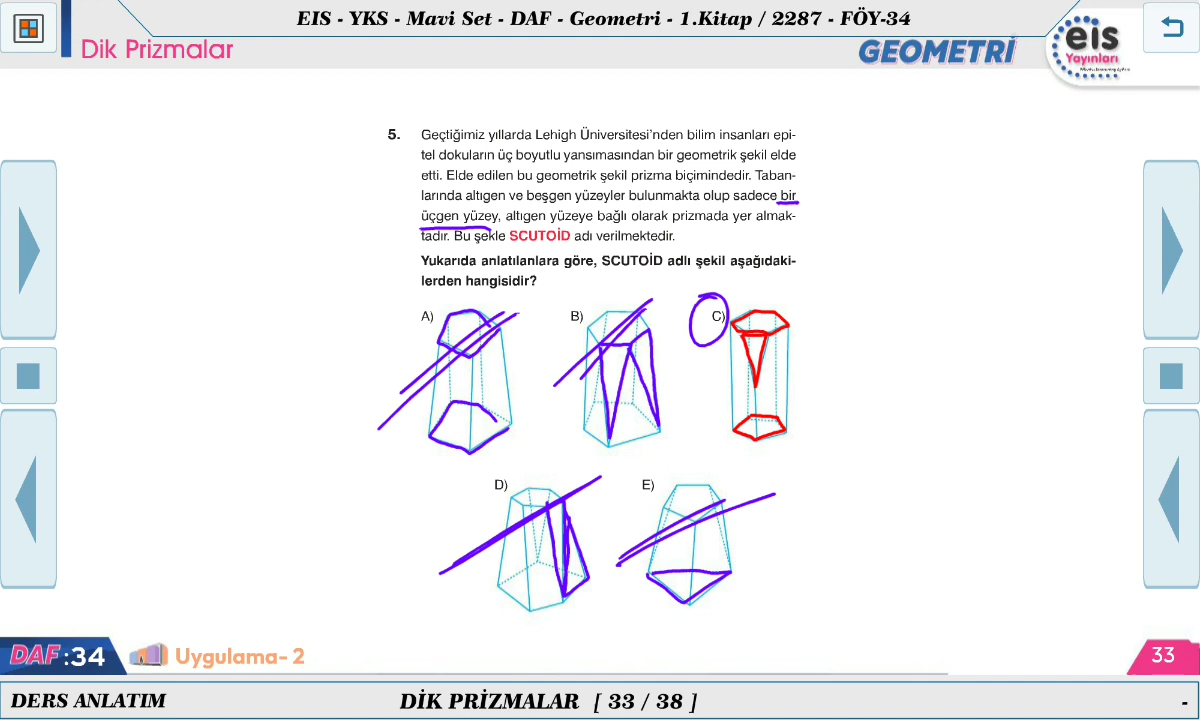 EIS - YKS - Mavi Set - DAF - Geometri - 1.Kitap / 2287 - FÖY-34
Dik Prizmalar
GEOMETRİ
eis
Yayınları
5. Geçtiğimiz yıllarda Lehigh Üniversitesi'nden bilim insanları epi-
tel dokuların üç boyutlu yansımasından bir geometrik şekil elde
etti. Elde edilen bu geometrik şekil prizma biçimindedir. Taban-
larında altıgen ve beşgen yüzeyler bulunmakta olup sadece bir
üçgen yüzey, altıgen yüzeye bağlı olarak prizmada yer almak-
tadır. Bu şekle SCUTOİD adı verilmektedir.
Yukarıda anlatılanlara göre, SCUTOİD adlı şekil aşağıdaki-
lerden hangisidir?
A) B) C)
D) E)
DAF:34 Uygulama- 2
33
DERS ANLATIM DİK PRİZMALAR [ 33 / 38 ] -